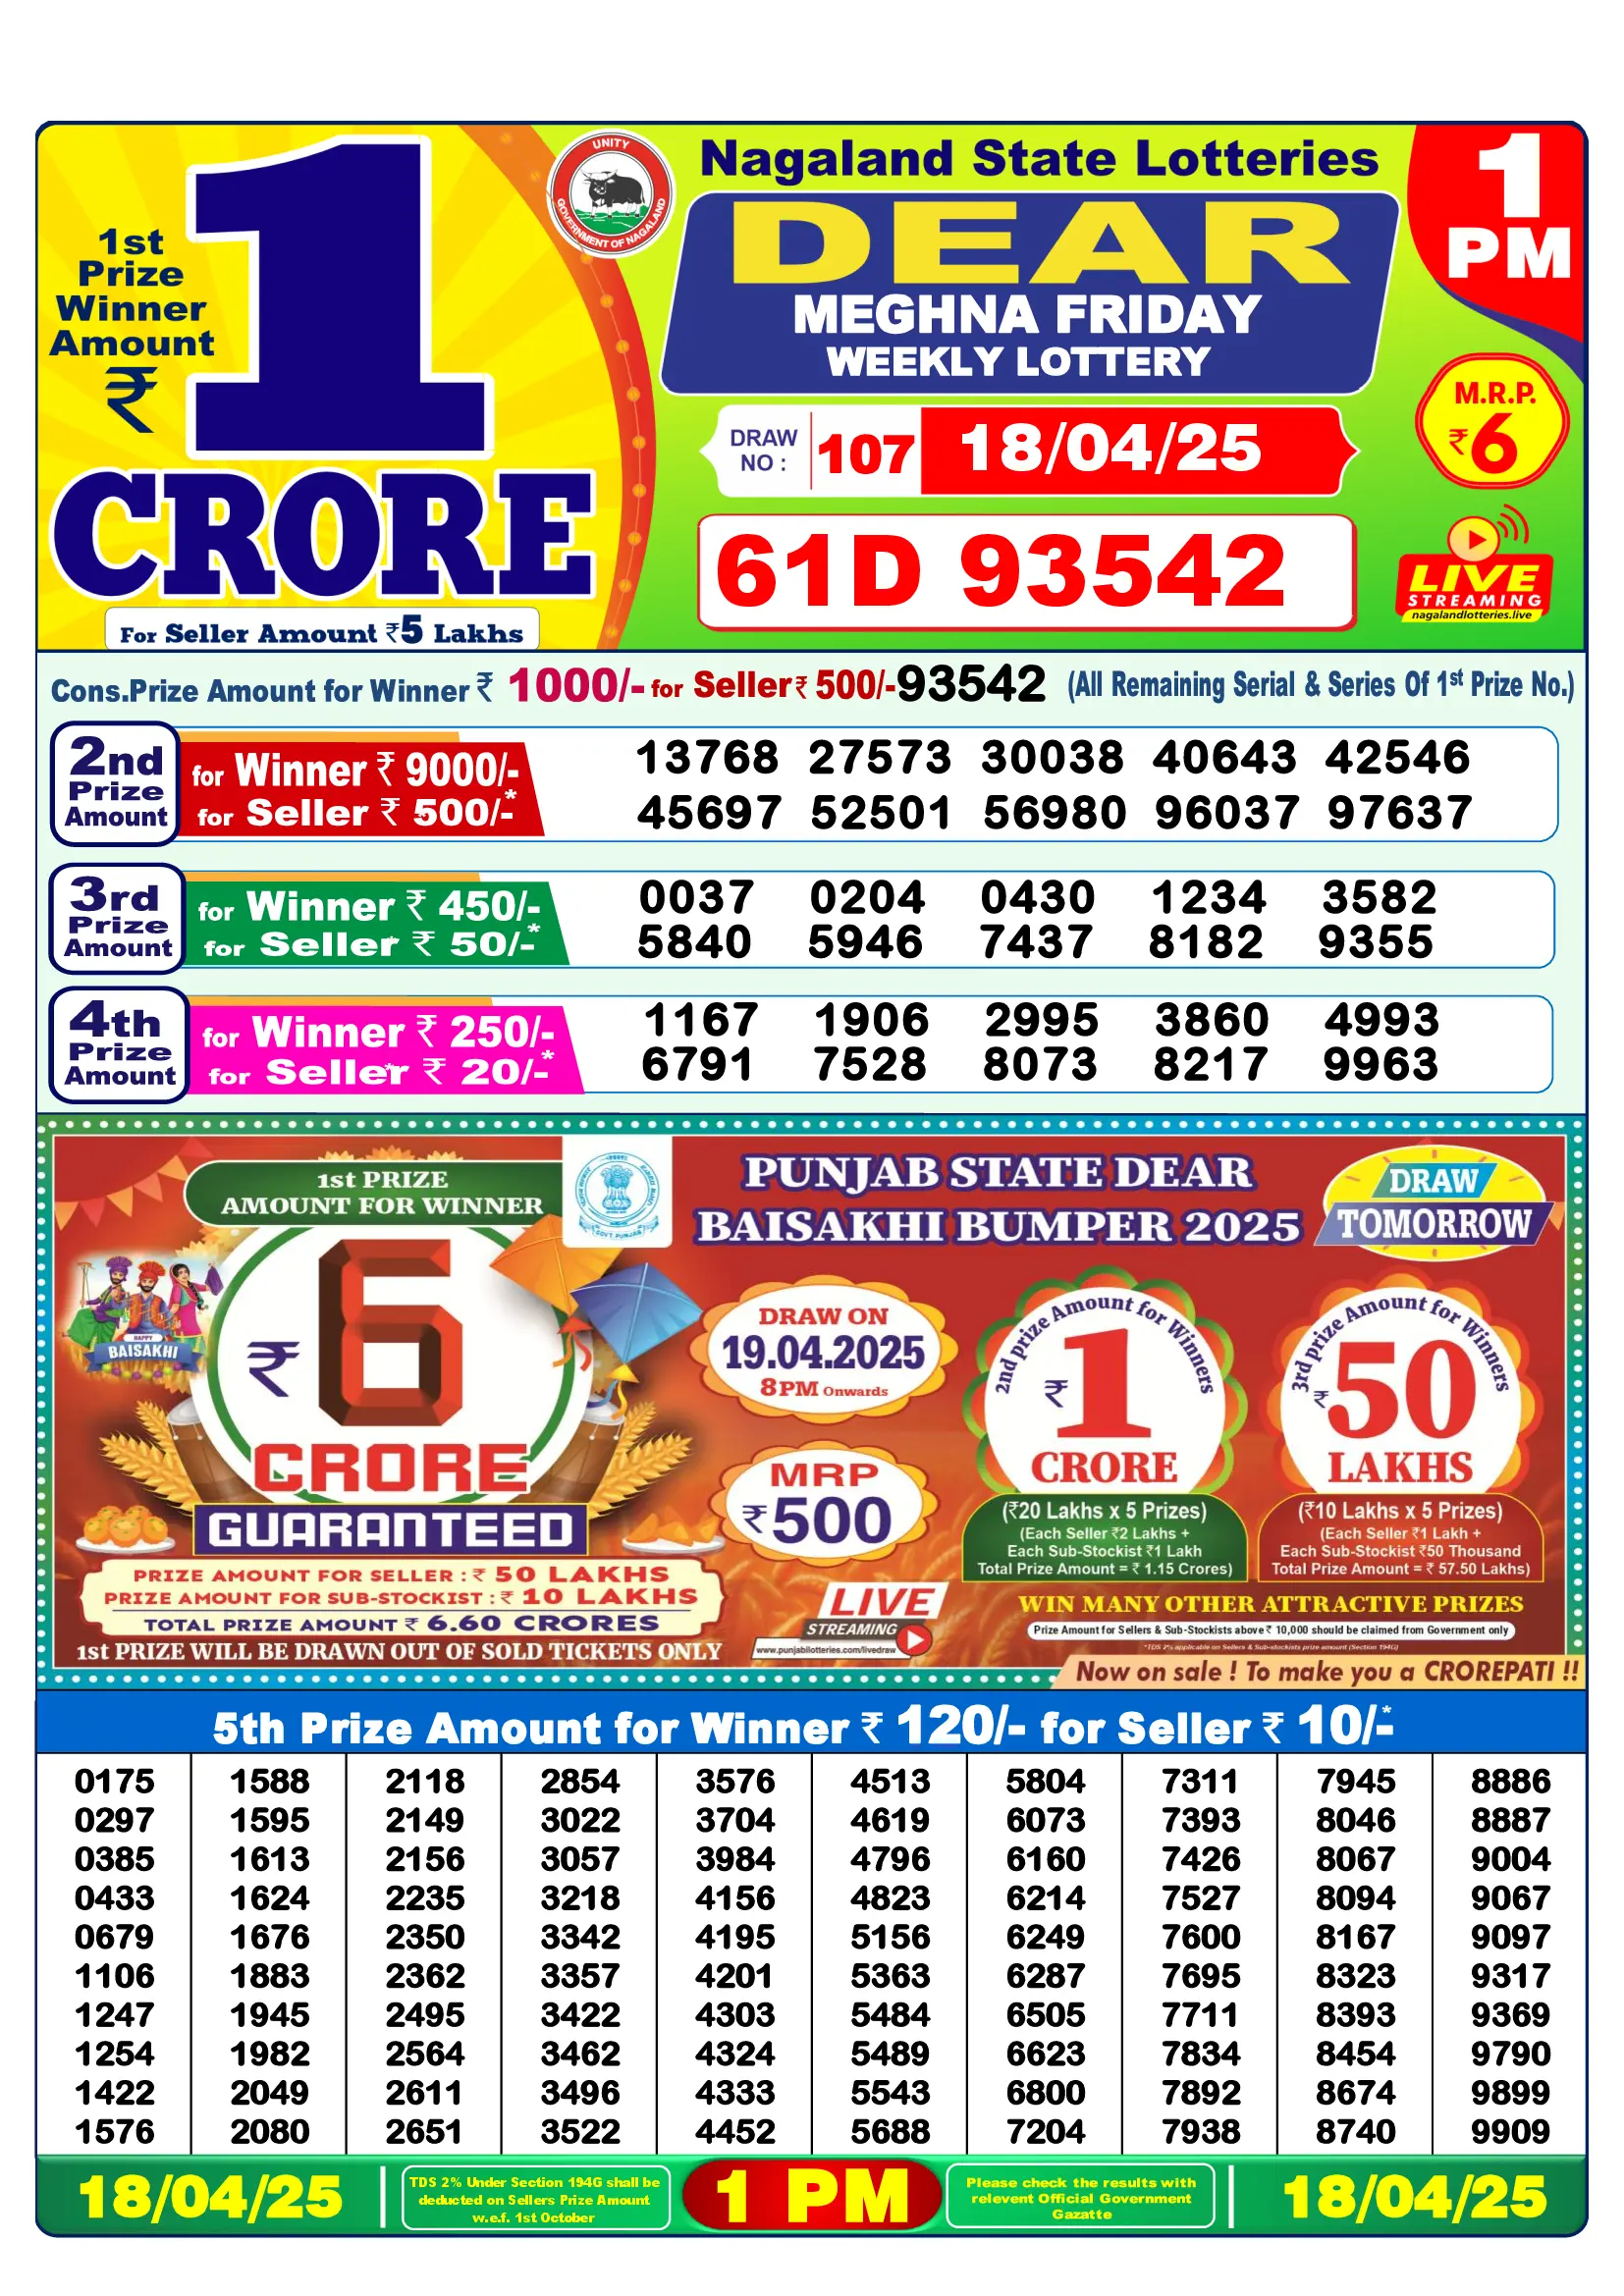 1st
Prize
Winner
Amount
₹
1
CRORE
For Seller Amount ₹5 Lakhs
UNITY
GOVERNMENT OF NAGALAND
Nagaland State Lotteries
DEAR
MEGHNA FRIDAY
WEEKLY LOTTERY
1
PM
DRAW
NO :
107
18/04/25
M.R.P.
₹6
61D 93542
LIVE
STREAMING
nagalandlotteries.live
Cons.Prize Amount for Winner ₹ 1000/- for Seller ₹ 500/- 93542 (All Remaining Serial & Series Of 1st Prize No.)
2nd
Prize
Amount
for Winner ₹ 9000/-
for Seller ₹ 500/-*
13768 27573 30038 40643 42546
45697 52501 56980 96037 97637
3rd
Prize
Amount
for Winner ₹ 450/-
for Seller ₹ 50/-*
0037 0204 0430 1234 3582
5840 5946 7437 8182 9355
4th
Prize
Amount
for Winner ₹ 250/-
for Seller ₹ 20/-*
1167 1906 2995 3860 4993
6791 7528 8073 8217 9963
1st PRIZE
AMOUNT FOR WINNER
₹ 6
CRORE
GUARANTEED
HAPPY
BAISAKHI
GOVT. PUNJAB
PUNJAB STATE DEAR
BAISAKHI BUMPER 2025
DRAW
TOMORROW
DRAW ON
19.04.2025
8PM Onwards
MRP
₹500
2nd prize Amount for Winners
₹1
CRORE
(₹20 Lakhs x 5 Prizes)
(Each Seller ₹2 Lakhs +
Each Sub-Stockist ₹1 Lakh
Total Prize Amount = ₹ 1.15 Crores)
3rd prize Amount for Winners
₹50
LAKHS
(₹10 Lakhs x 5 Prizes)
(Each Seller ₹1 Lakh +
Each Sub-Stockist ₹50 Thousand
Total Prize Amount = ₹ 57.50 Lakhs)
PRIZE AMOUNT FOR SELLER : ₹ 50 LAKHS
PRIZE AMOUNT FOR SUB-STOCKIST : ₹ 10 LAKHS
TOTAL PRIZE AMOUNT ₹ 6.60 CRORES
1st PRIZE WILL BE DRAWN OUT OF SOLD TICKETS ONLY
LIVE
STREAMING
www.punjablotteries.com/livedraw
WIN MANY OTHER ATTRACTIVE PRIZES
Prize Amount for Sellers & Sub-Stockists above ₹ 10,000 should be claimed from Government only
*TDS 2% applicable on Sellers & Sub-stockists prize amount (Section 194G)
Now on sale ! To make you a CROREPATI !!
5th Prize Amount for Winner ₹ 120/- for Seller ₹ 10/-*
0175 1588 2118 2854 3576 4513 5804 7311 7945 8886
0297 1595 2149 3022 3704 4619 6073 7393 8046 8887
0385 1613 2156 3057 3984 4796 6160 7426 8067 9004
0433 1624 2235 3218 4156 4823 6214 7527 8094 9067
0679 1676 2350 3342 4195 5156 6249 7600 8167 9097
1106 1883 2362 3357 4201 5363 6287 7695 8323 9317
1247 1945 2495 3422 4303 5484 6505 7711 8393 9369
1254 1982 2564 3462 4324 5489 6623 7834 8454 9790
1422 2049 2611 3496 4333 5543 6800 7892 8674 9899
1576 2080 2651 3522 4452 5688 7204 7938 8740 9909
18/04/25
TDS 2% Under Section 194G shall be
deducted on Sellers Prize Amount
w.e.f. 1st October
1 PM
Please check the results with
relevent Official Government
Gazatte
18/04/25